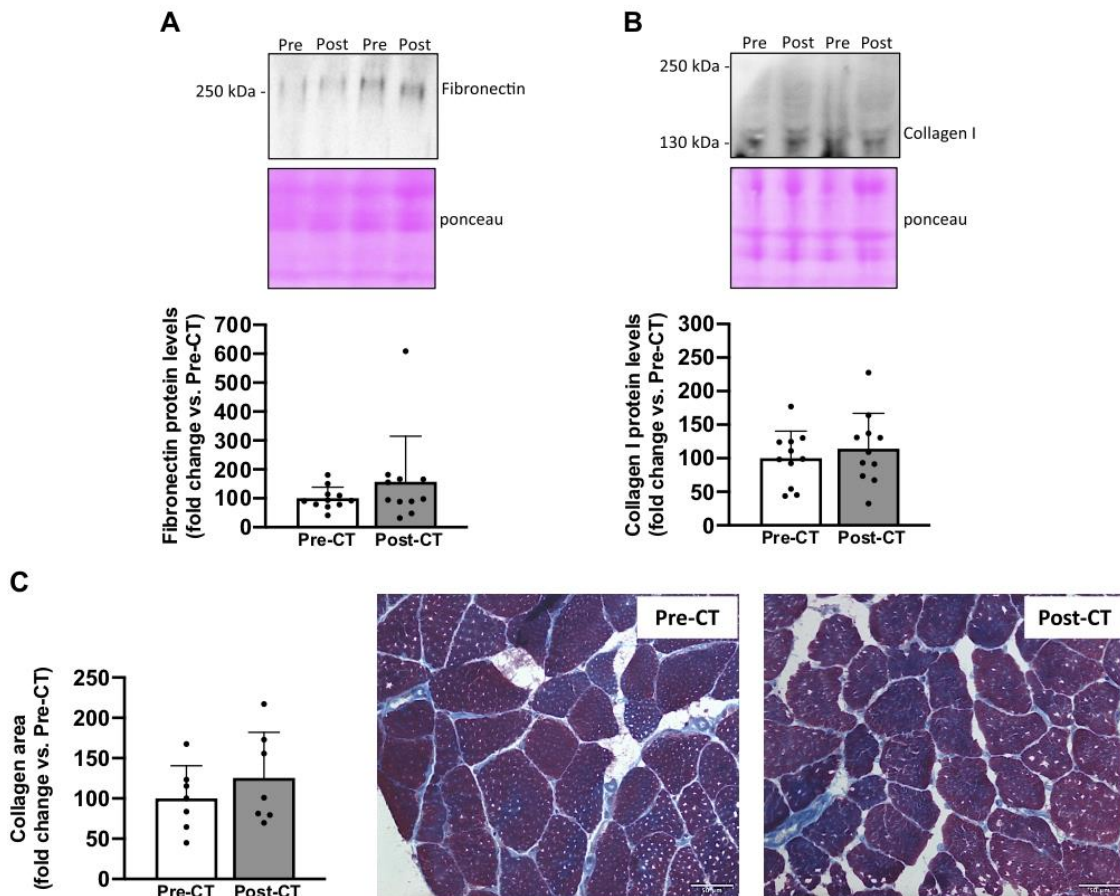 A
Pre Post Pre Post
250 kDa -
Fibronectin
ponceau
Fibronectin protein levels
(fold change vs. Pre-CT)
700
600
500
400
300
200
100
0
Pre-CT Post-CT
B
Pre Post Pre Post
250 kDa -
130 kDa -
Collagen I
ponceau
Collagen I protein levels
(fold change vs. Pre-CT)
300
250
200
150
100
50
0
Pre-CT Post-CT
C
Collagen area
(fold change vs. Pre-CT)
250
200
150
100
50
0
Pre-CT Post-CT
Pre-CT
Post-CT